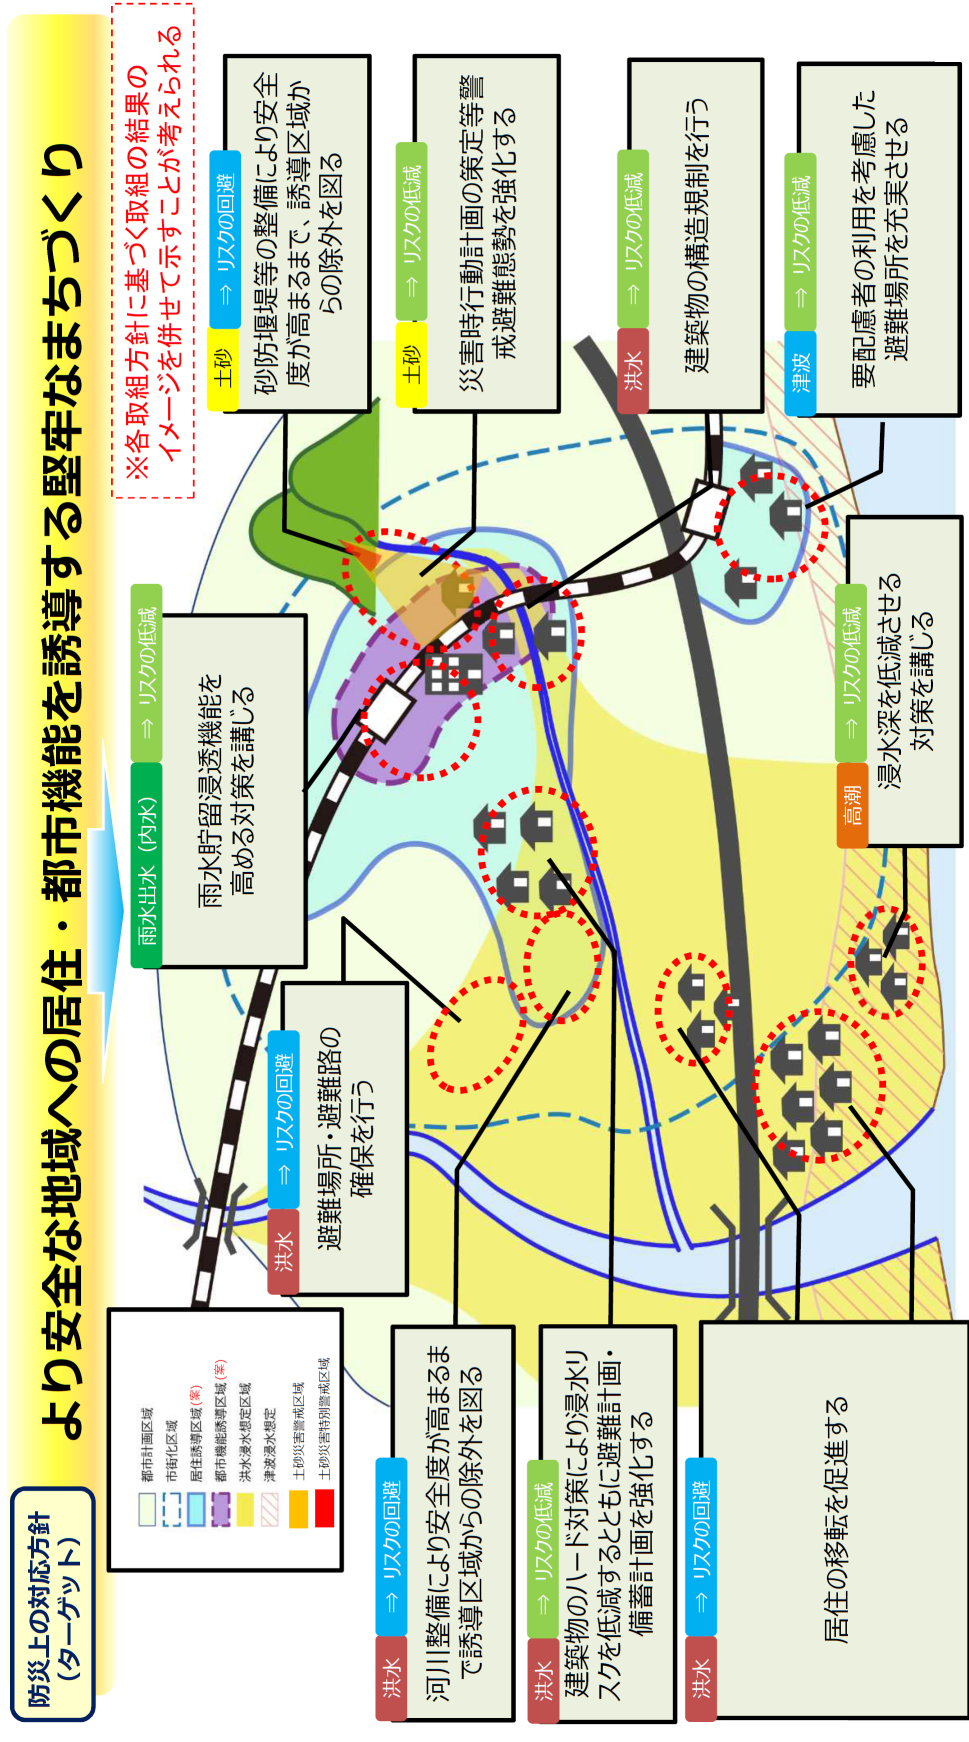 防災上の対応方針
(ターゲット)
より安全な地域への居住・都市機能を誘導する堅牢なまちづくり
※各取組方針に基づく取組の結果の
イメージを併せて示すことが考えられる
都市計画区域
市街化区域
居住誘導区域(案)
都市機能誘導区域(案)
洪水浸水想定区域
津波浸水想定
土砂災害警戒区域
土砂災害特別警戒区域
雨水出水（内水）
⇒ リスクの低減
雨水貯留浸透機能を
高める対策を講じる
土砂
⇒ リスクの回避
砂防堰堤等の整備により安全
度が高まるまで、誘導区域か
らの除外を図る
洪水
⇒ リスクの回避
避難場所・避難路の
確保を行う
土砂
⇒ リスクの低減
災害時行動計画の策定等警
戒避難態勢を強化する
洪水
⇒ リスクの回避
河川整備により安全度が高まるま
で誘導区域からの除外を図る
洪水
⇒ リスクの低減
建築物のハード対策により浸水リ
スクを低減するとともに避難計画・
備蓄計画を強化する
洪水
⇒ リスクの低減
建築物の構造規制を行う
洪水
⇒ リスクの回避
居住の移転を促進する
高潮
⇒ リスクの低減
浸水深を低減させる
対策を講じる
津波
⇒ リスクの低減
要配慮者の利用を考慮した
避難場所を充実させる